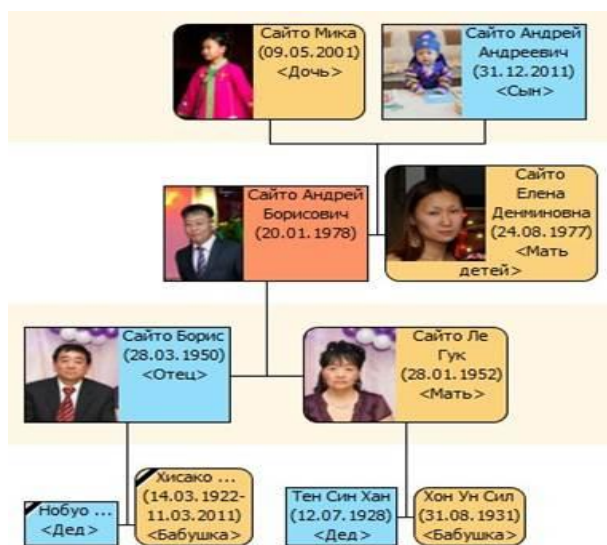 Сайто Мика
(09.05.2001)
<Дочь>
Сайто Андрей
Андреевич
(31.12.2011)
<Сын>
Сайто Андрей
Борисович
(20.01.1978)
Сайто
Елена
Денминовна
(24.08.1977)
<Мать
детей>
Сайто Борис
(28.03.1950)
<Отец>
Сайто Ле
Гук
(28.01.1952)
<Мать>
Нобуо ...
<Дед>
Хисако ...
(14.03.1922-
11.03.2011)
<Бабушка>
Тен Син Хан
(12.07.1928)
<Дед>
Хон Ун Сил
(31.08.1931)
<Бабушка>